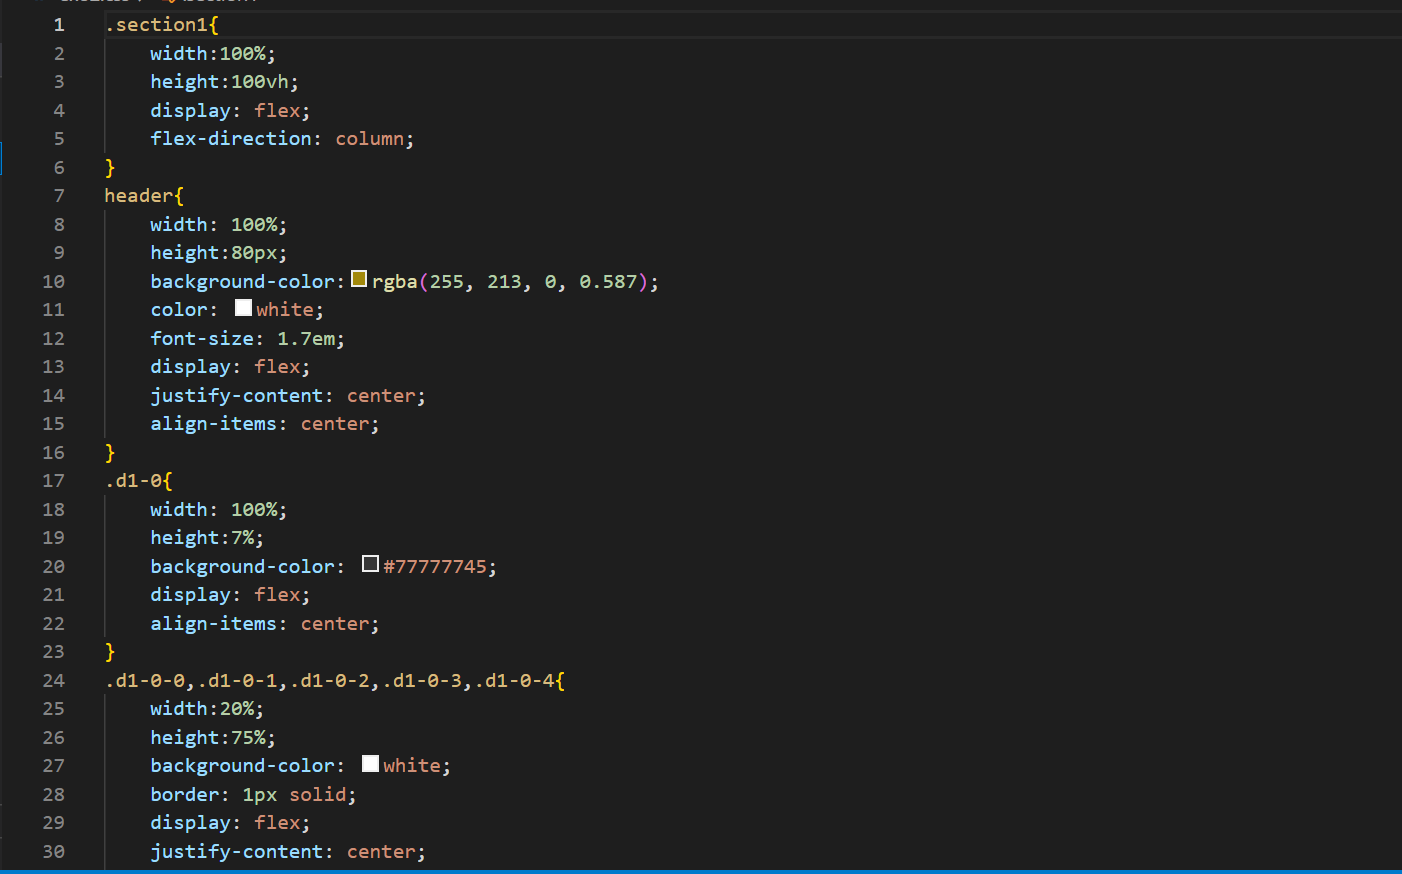 1 .section1{
2 width:100%;
3 height:100vh;
4 display: flex;
5 flex-direction: column;
6 }
7 header{
8 width: 100%;
9 height:80px;
10 background-color: rgba(255, 213, 0, 0.587);
11 color: white;
12 font-size: 1.7em;
13 display: flex;
14 justify-content: center;
15 align-items: center;
16 }
17 .d1-0{
18 width: 100%;
19 height:7%;
20 background-color: #77777745;
21 display: flex;
22 align-items: center;
23 }
24 .d1-0-0,.d1-0-1,.d1-0-2,.d1-0-3,.d1-0-4{
25 width:20%;
26 height:75%;
27 background-color: white;
28 border: 1px solid;
29 display: flex;
30 justify-content: center;